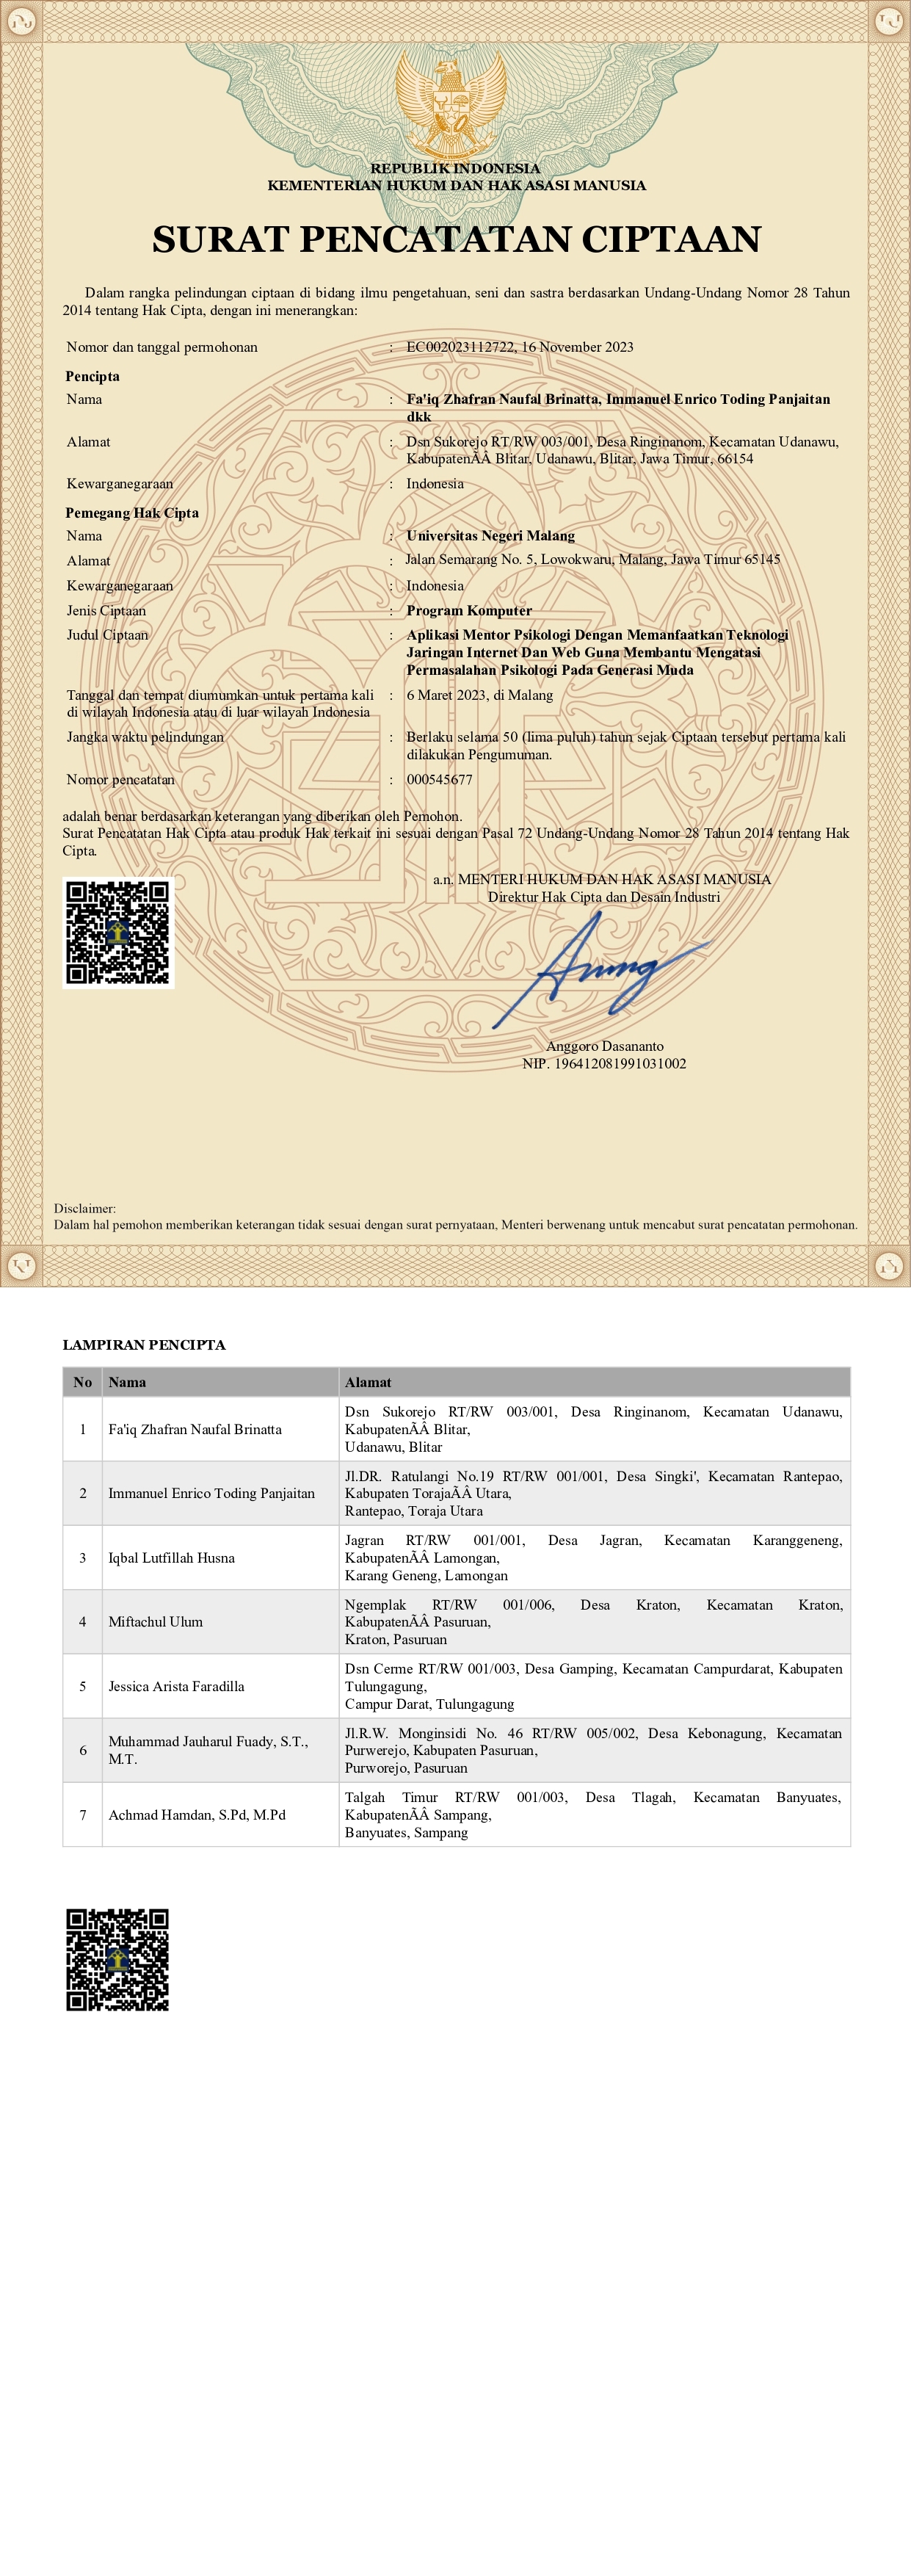 REPUBLIK INDONESIA
KEMENTERIAN HUKUM DAN HAK ASASI MANUSIA
SURAT PENCATATAN CIPTAAN
Dalam rangka pelindungan ciptaan di bidang ilmu pengetahuan, seni dan sastra berdasarkan Undang-Undang Nomor 28 Tahun
2014 tentang Hak Cipta, dengan ini menerangkan:
Nomor dan tanggal permohonan : EC002023112722, 16 November 2023
Pencipta
Nama : Fa'iq Zhafran Naufal Brinatta, Immanuel Enrico Toding Panjaitan
dkk
Alamat : Dsn Sukorejo RT/RW 003/001, Desa Ringinanom, Kecamatan Udanawu,
KabupatenÃÂ Blitar, Udanawu, Blitar, Jawa Timur, 66154
Kewarganegaraan : Indonesia
Pemegang Hak Cipta
Nama : Universitas Negeri Malang
Alamat : Jalan Semarang No. 5, Lowokwaru, Malang, Jawa Timur 65145
Kewarganegaraan : Indonesia
Jenis Ciptaan : Program Komputer
Judul Ciptaan : Aplikasi Mentor Psikologi Dengan Memanfaatkan Teknologi
Jaringan Internet Dan Web Guna Membantu Mengatasi
Permasalahan Psikologi Pada Generasi Muda
Tanggal dan tempat diumumkan untuk pertama kali : 6 Maret 2023, di Malang
di wilayah Indonesia atau di luar wilayah Indonesia
Jangka waktu pelindungan : Berlaku selama 50 (lima puluh) tahun sejak Ciptaan tersebut pertama kali
dilakukan Pengumuman.
Nomor pencatatan : 000545677
adalah benar berdasarkan keterangan yang diberikan oleh Pemohon.
Surat Pencatatan Hak Cipta atau produk Hak terkait ini sesuai dengan Pasal 72 Undang-Undang Nomor 28 Tahun 2014 tentang Hak
Cipta.
a.n. MENTERI HUKUM DAN HAK ASASI MANUSIA
Direktur Hak Cipta dan Desain Industri
Anggoro Dasananto
NIP. 196412081991031002
Disclaimer:
Dalam hal pemohon memberikan keterangan tidak sesuai dengan surat pernyataan, Menteri berwenang untuk mencabut surat pencatatan permohonan.
LAMPIRAN PENCIPTA
No Nama Alamat
1 Fa'iq Zhafran Naufal Brinatta Dsn Sukorejo RT/RW 003/001, Desa Ringinanom, Kecamatan Udanawu,
KabupatenÃÂ Blitar,
Udanawu, Blitar
2 Immanuel Enrico Toding Panjaitan Jl.DR. Ratulangi No.19 RT/RW 001/001, Desa Singki', Kecamatan Rantepao,
Kabupaten TorajaÃÂ Utara,
Rantepao, Toraja Utara
3 Iqbal Lutfillah Husna Jagran RT/RW 001/001, Desa Jagran, Kecamatan Karanggeneng,
KabupatenÃÂ Lamongan,
Karang Geneng, Lamongan
4 Miftachul Ulum Ngemplak RT/RW 001/006, Desa Kraton, Kecamatan Kraton,
KabupatenÃÂ Pasuruan,
Kraton, Pasuruan
5 Jessica Arista Faradilla Dsn Cerme RT/RW 001/003, Desa Gamping, Kecamatan Campurdarat, Kabupaten
Tulungagung,
Campur Darat, Tulungagung
6 Muhammad Jauharul Fuady, S.T., M.T. Jl.R.W. Monginsidi No. 46 RT/RW 005/002, Desa Kebonagung, Kecamatan
Purwerejo, Kabupaten Pasuruan,
Purworejo, Pasuruan
7 Achmad Hamdan, S.Pd, M.Pd Talgah Timur RT/RW 001/003, Desa Tlagah, Kecamatan Banyuates,
KabupatenÃÂ Sampang,
Banyuates, Sampang